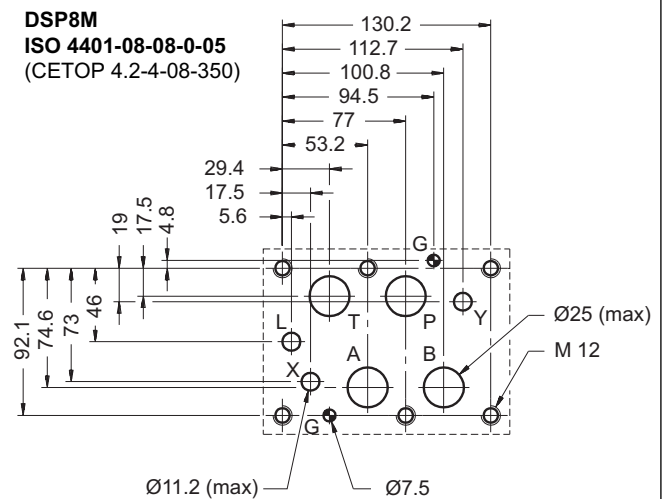 DSP8M
ISO 4401-08-08-0-05
(CETOP 4.2-4-08-350)
130.2
112.7
100.8
94.5
77
53.2
29.4
17.5
5.6
19
17.5
4.8
G
T
P
Y
L
Ø25 (max)
92.1
74.6
73
46
A
B
M 12
X
G
Ø11.2 (max)
Ø7.5